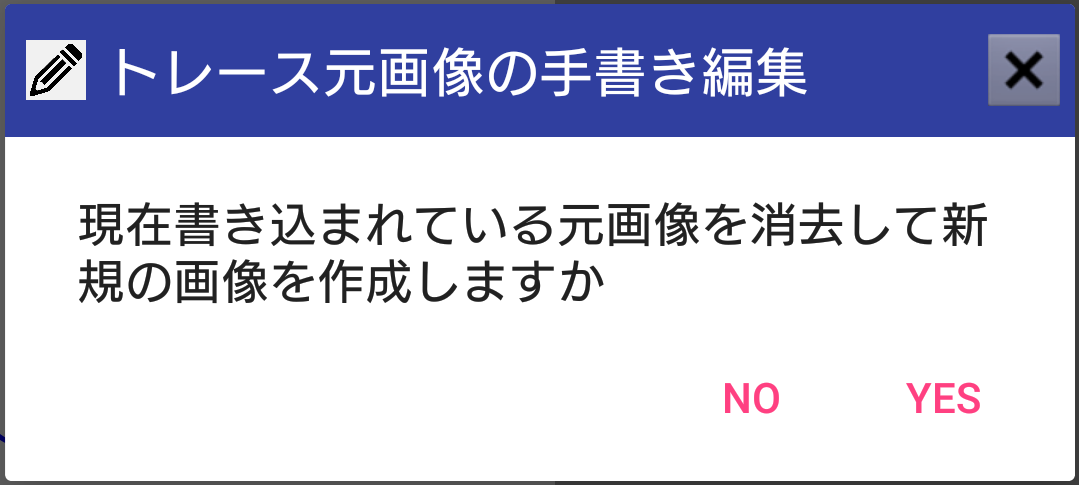 トレース元画像の手書き編集
現在書き込まれている元画像を消去して新
規の画像を作成しますか
NO YES